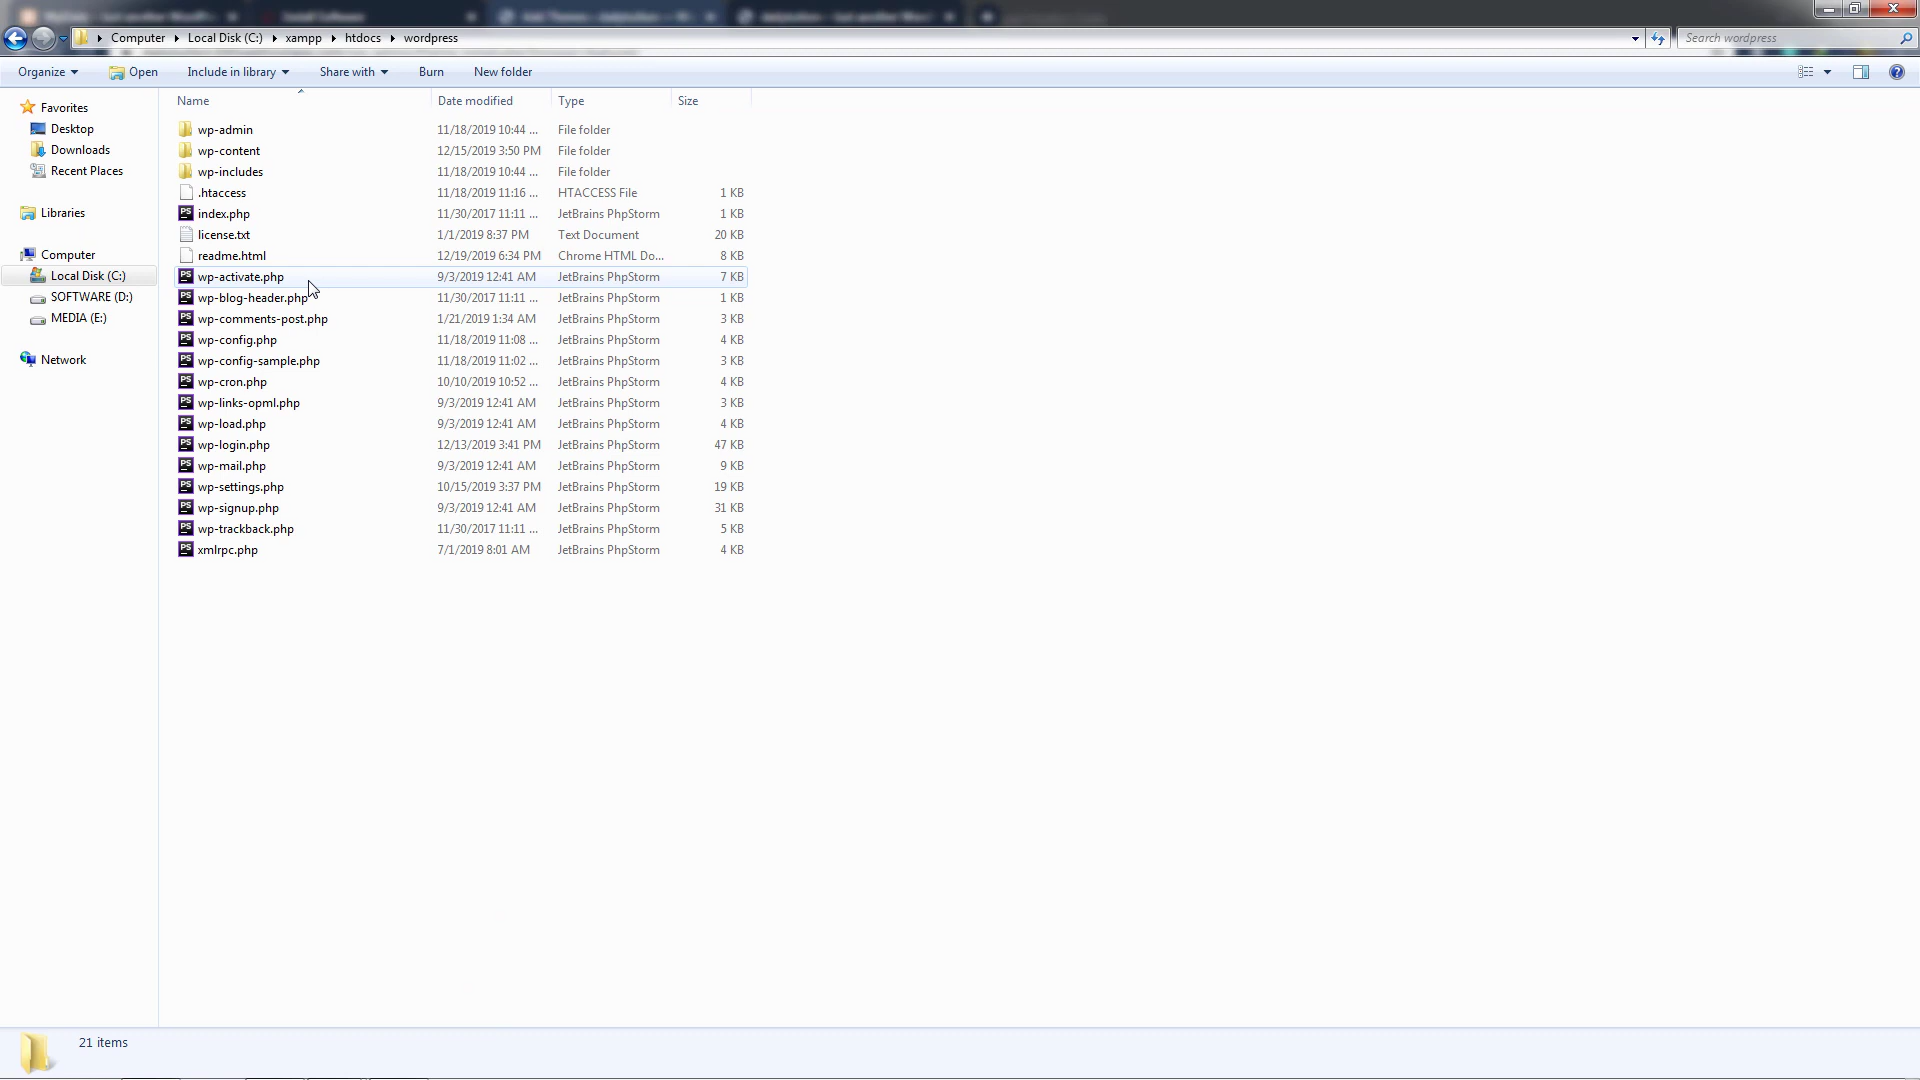 Computer Local Disk (C:) xampp htdocs wordpress Search wordpress
Organize Open Include in library Share with Burn New folder
Name Date modified Type Size
Favorites
Desktop
Downloads
Recent Places
Libraries
Computer
Local Disk (C:)
SOFTWARE (D:)
MEDIA (E:)
Network
wp-admin 11/18/2019 10:44 ... File folder
wp-content 12/15/2019 3:50 PM File folder
wp-includes 11/18/2019 10:44 ... File folder
.htaccess 11/18/2019 11:16 ... HTACCESS File 1 KB
index.php 11/30/2017 11:11 ... JetBrains PhpStorm 1 KB
license.txt 1/1/2019 8:37 PM Text Document 20 KB
readme.html 12/19/2019 6:34 PM Chrome HTML Do... 8 KB
wp-activate.php 9/3/2019 12:41 AM JetBrains PhpStorm 7 KB
wp-blog-header.php 11/30/2017 11:11 ... JetBrains PhpStorm 1 KB
wp-comments-post.php 1/21/2019 1:34 AM JetBrains PhpStorm 3 KB
wp-config.php 11/18/2019 11:08 ... JetBrains PhpStorm 4 KB
wp-config-sample.php 11/18/2019 11:02 ... JetBrains PhpStorm 3 KB
wp-cron.php 10/10/2019 10:52 ... JetBrains PhpStorm 4 KB
wp-links-opml.php 9/3/2019 12:41 AM JetBrains PhpStorm 3 KB
wp-load.php 9/3/2019 12:41 AM JetBrains PhpStorm 4 KB
wp-login.php 12/13/2019 3:41 PM JetBrains PhpStorm 47 KB
wp-mail.php 9/3/2019 12:41 AM JetBrains PhpStorm 9 KB
wp-settings.php 10/15/2019 3:37 PM JetBrains PhpStorm 19 KB
wp-signup.php 9/3/2019 12:41 AM JetBrains PhpStorm 31 KB
wp-trackback.php 11/30/2017 11:11 ... JetBrains PhpStorm 5 KB
xmlrpc.php 7/1/2019 8:01 AM JetBrains PhpStorm 4 KB
21 items